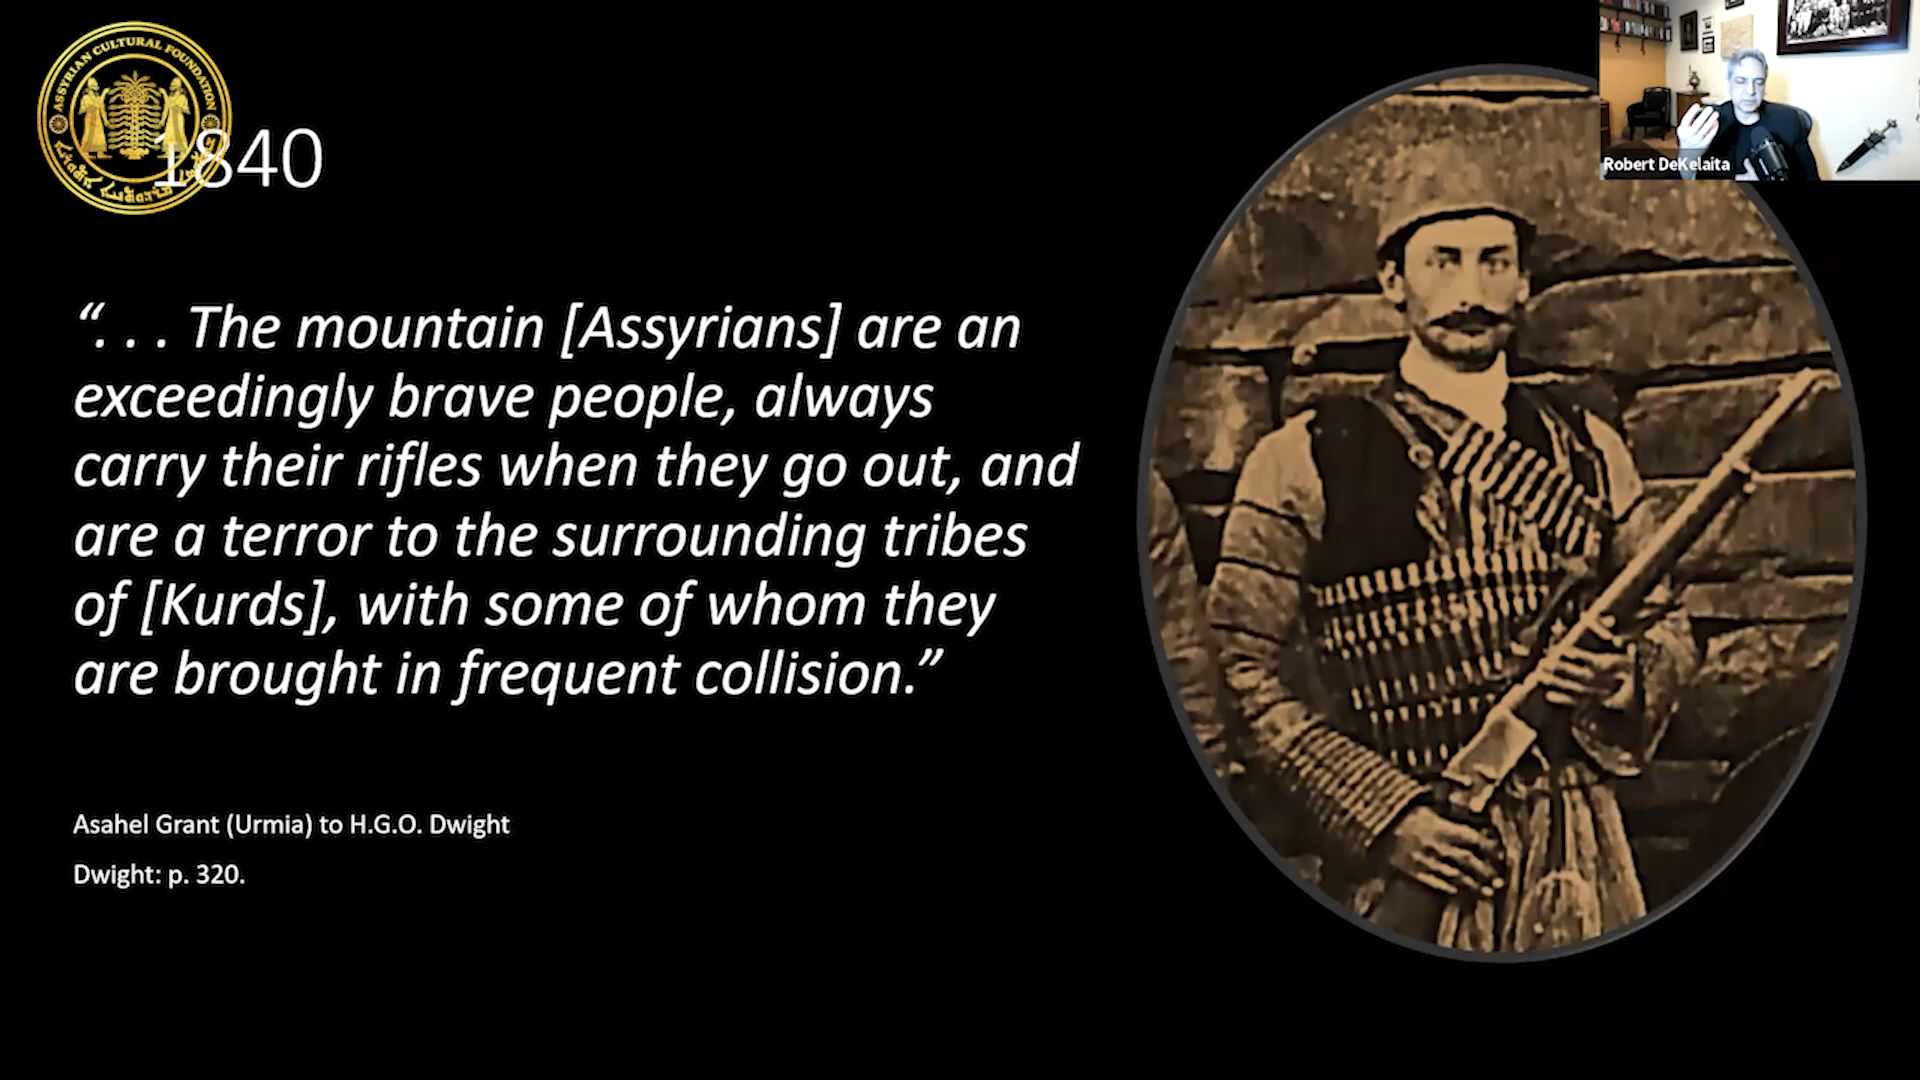 ASSYRIAN CULTURAL FOUNDATION
1840
“. . . The mountain [Assyrians] are an
exceedingly brave people, always
carry their rifles when they go out, and
are a terror to the surrounding tribes
of [Kurds], with some of whom they
are brought in frequent collision.”
Asahel Grant (Urmia) to H.G.O. Dwight
Dwight: p. 320.
Robert DeKelaita